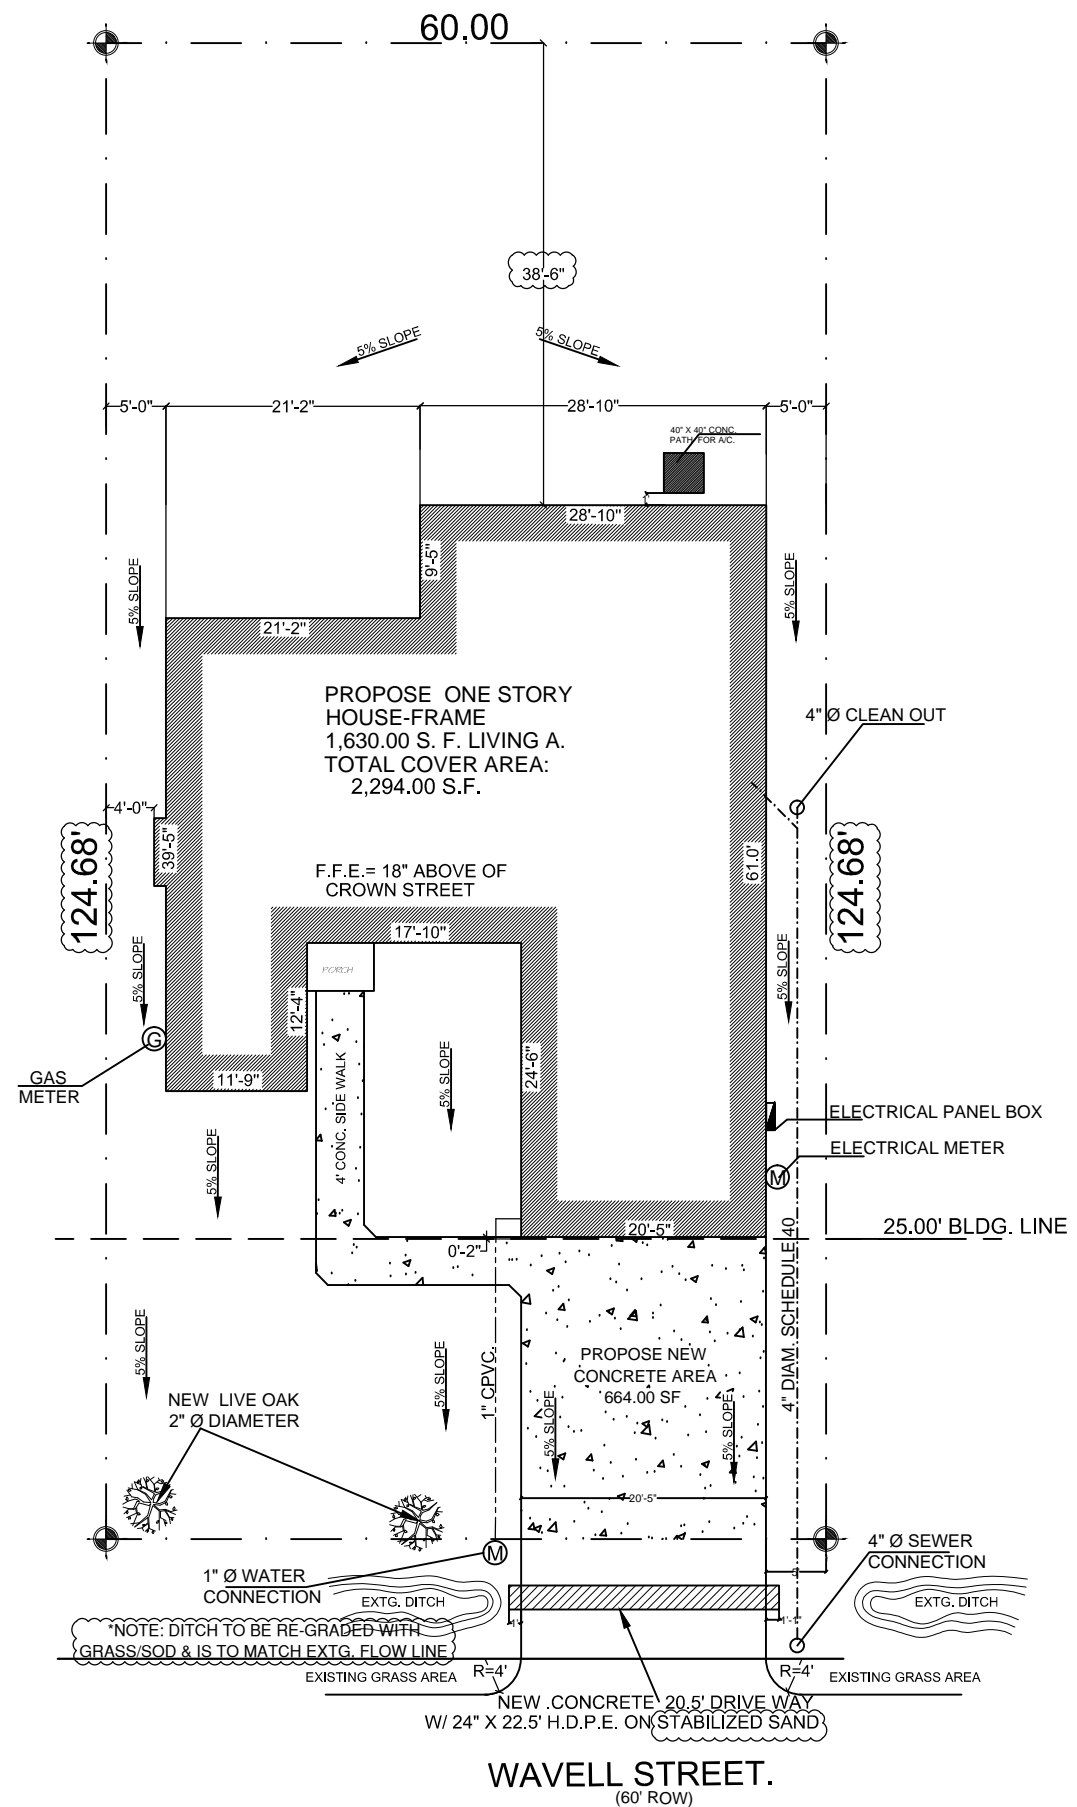 60.00
38'-6"
5% SLOPE
5% SLOPE
5'-0"
21'-2"
28'-10"
5'-0"
40" X 40" CONC.
PATH FOR A/C.
28'-10"
9'-5"
5% SLOPE
5% SLOPE
21'-2"
PROPOSE ONE STORY
HOUSE-FRAME
1,630.00 S. F. LIVING A.
TOTAL COVER AREA:
2,294.00 S.F.
4" Ø CLEAN OUT
4'-0"
39'-5"
124.68'
61.0'
124.68'
F.F.E.= 18" ABOVE OF
CROWN STREET
17'-10"
PORCH
5% SLOPE
5% SLOPE
12'-4"
G
GAS
METER
11'-9"
4' CONC. SIDE WALK
5% SLOPE
24'-6"
ELECTRICAL PANEL BOX
ELECTRICAL METER
M
5% SLOPE
20'-5"
25.00' BLDG. LINE
0'-2"
4" DIAM. SCHEDULE 40
5% SLOPE
5% SLOPE
1" CPVC.
PROPOSE NEW
CONCRETE AREA
664.00 SF
5% SLOPE
5% SLOPE
NEW LIVE OAK
2" Ø DIAMETER
20'-5"
M
4" Ø SEWER
CONNECTION
1" Ø WATER
CONNECTION
EXTG. DITCH
EXTG. DITCH
1'
1'-1"
*NOTE: DITCH TO BE RE-GRADED WITH
GRASS/SOD & IS TO MATCH EXTG. FLOW LINE
EXISTING GRASS AREA
R=4'
R=4'
EXISTING GRASS AREA
NEW .CONCRETE 20.5' DRIVE WAY
W/ 24" X 22.5' H.D.P.E. ON STABILIZED SAND
WAVELL STREET.
(60' ROW)